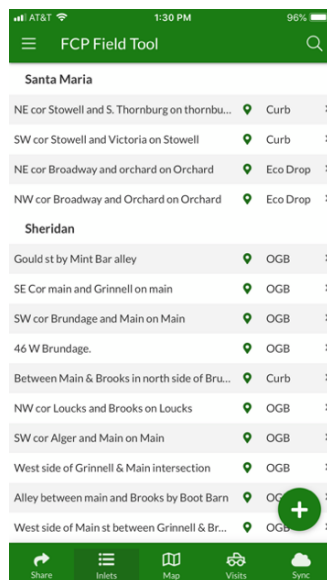 AT&T 1:30 PM 96%
FCP Field Tool
Santa Maria
NE cor Stowell and S. Thornburg on thornbu... Curb
SW cor Stowell and Victoria on Stowell Curb
NE cor Broadway and orchard on Orchard Eco Drop
NW cor Broadway and Orchard on Orchard Eco Drop
Sheridan
Gould st by Mint Bar alley OGB
SE Cor main and Grinnell on main OGB
SW cor Brundage and Main on Main OGB
46 W Brundage. OGB
Between Main & Brooks in north side of Bru... Curb
NW cor Loucks and Brooks on Loucks OGB
SW cor Alger and Main on Main OGB
West side of Grinnell & Main intersection OGB
Alley between main and Brooks by Boot Barn
West side of Main st between Grinnell & Br... OGB
Share Inlets Map Visits Sync